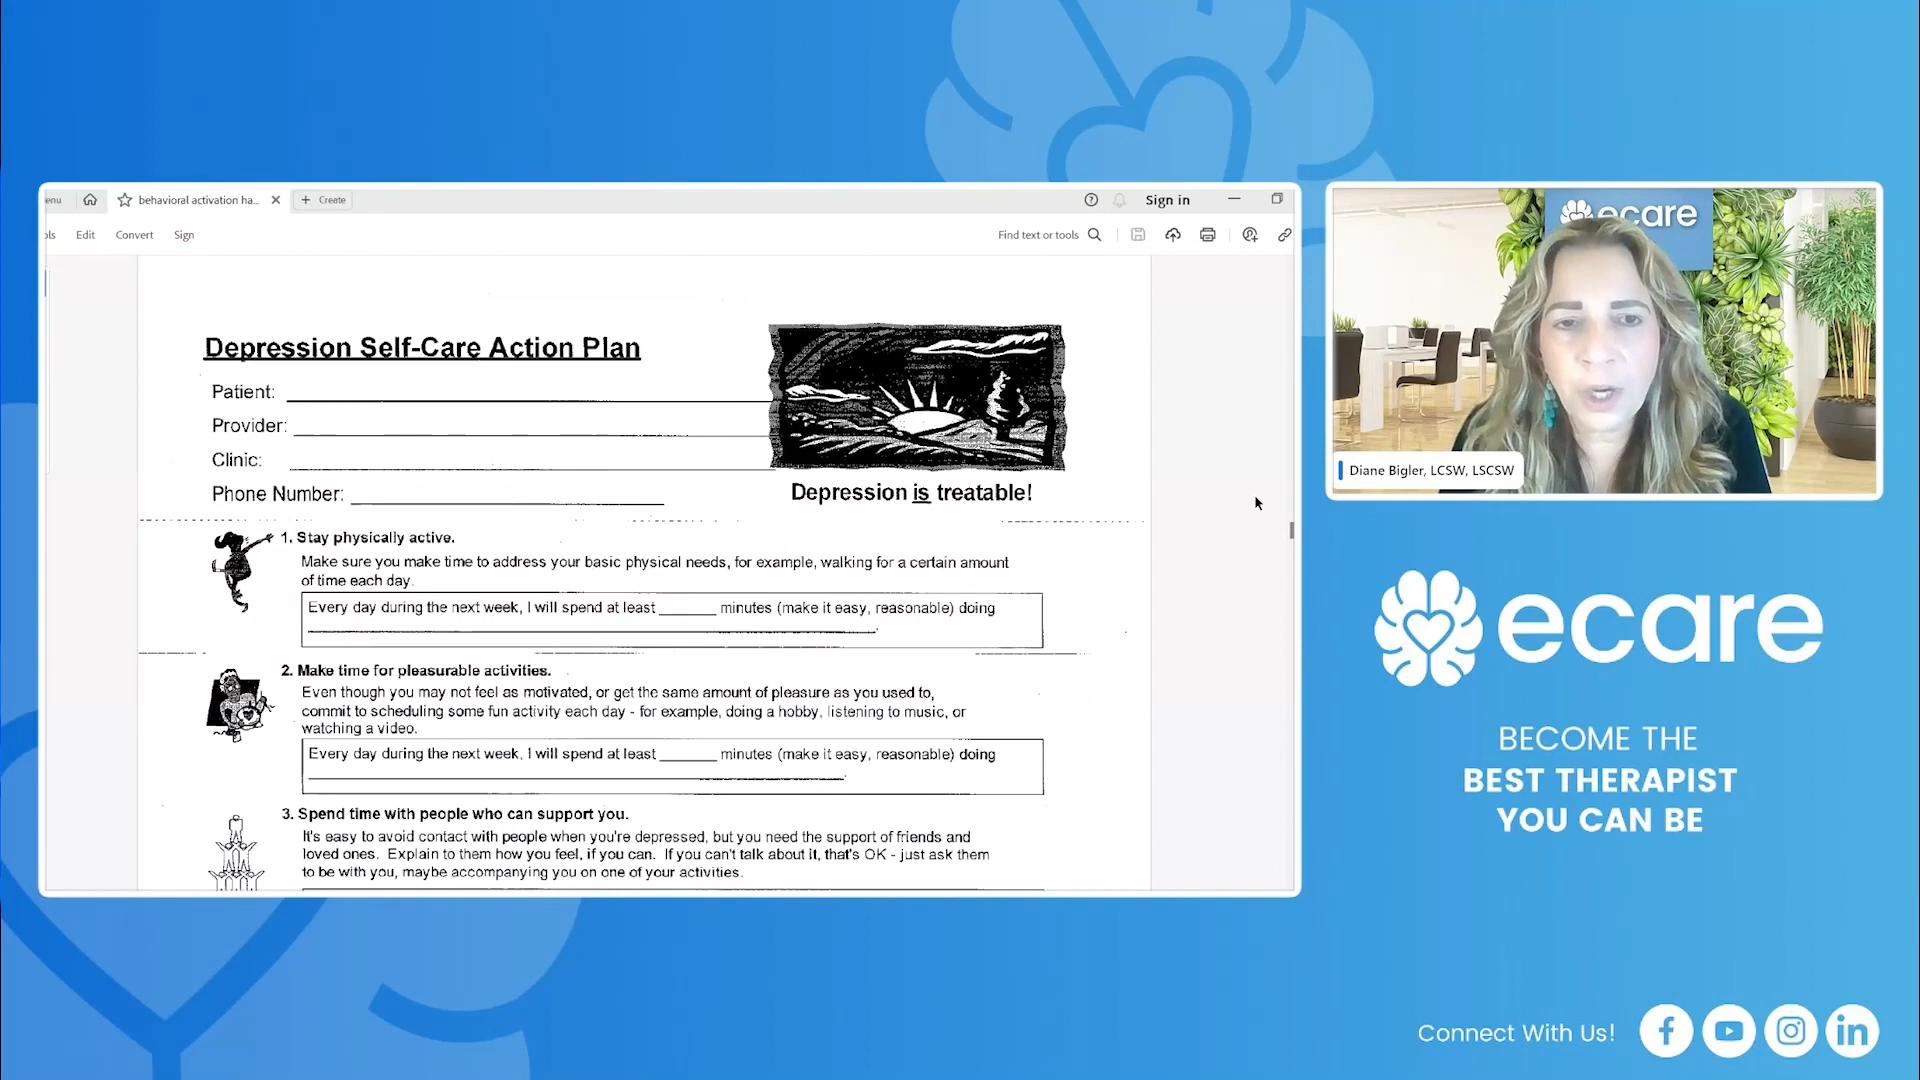 behavioral activation ha...
Create
Sign in
Edit
Convert
Sign
Find text or tools
Depression Self-Care Action Plan
Patient:
Provider:
Clinic:
Phone Number:
Depression is treatable!
1. Stay physically active.
Make sure you make time to address your basic physical needs, for example, walking for a certain amount
of time each day.
Every day during the next week, I will spend at least ______ minutes (make it easy, reasonable) doing
2. Make time for pleasurable activities.
Even though you may not feel as motivated, or get the same amount of pleasure as you used to,
commit to scheduling some fun activity each day - for example, doing a hobby, listening to music, or
watching a video.
Every day during the next week, I will spend at least ______ minutes (make it easy, reasonable) doing
3. Spend time with people who can support you.
It's easy to avoid contact with people when you're depressed, but you need the support of friends and
loved ones. Explain to them how you feel, if you can. If you can't talk about it, that's OK - just ask them
to be with you, maybe accompanying you on one of your activities.
ecare
Diane Bigler, LCSW, LSCSW
ecare
BECOME THE
BEST THERAPIST
YOU CAN BE
Connect With Us!